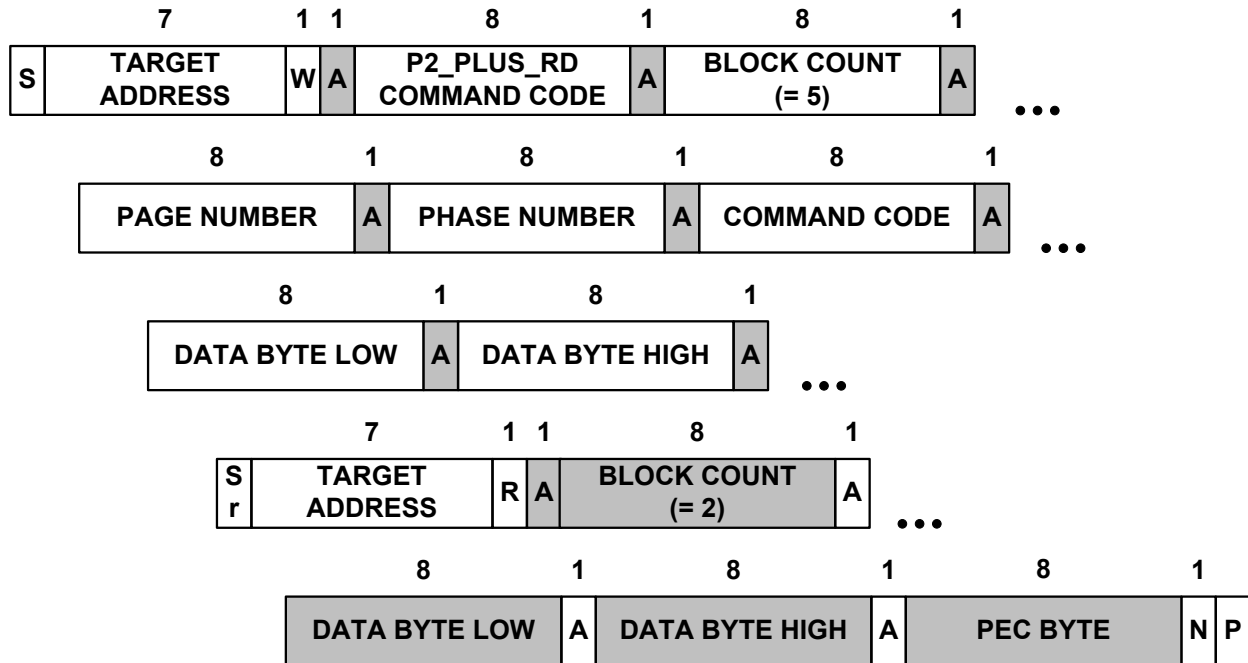 7 1 1 8 1 8 1
S TARGET ADDRESS W A P2_PLUS_RD COMMAND CODE A BLOCK COUNT (= 5) A ...
8 1 8 1 8 1
PAGE NUMBER A PHASE NUMBER A COMMAND CODE A ...
8 1 8 1
DATA BYTE LOW A DATA BYTE HIGH A ...
7 1 1 8 1
Sr TARGET ADDRESS R A BLOCK COUNT (= 2) A ...
8 1 8 1 8 1
DATA BYTE LOW A DATA BYTE HIGH A PEC BYTE N P